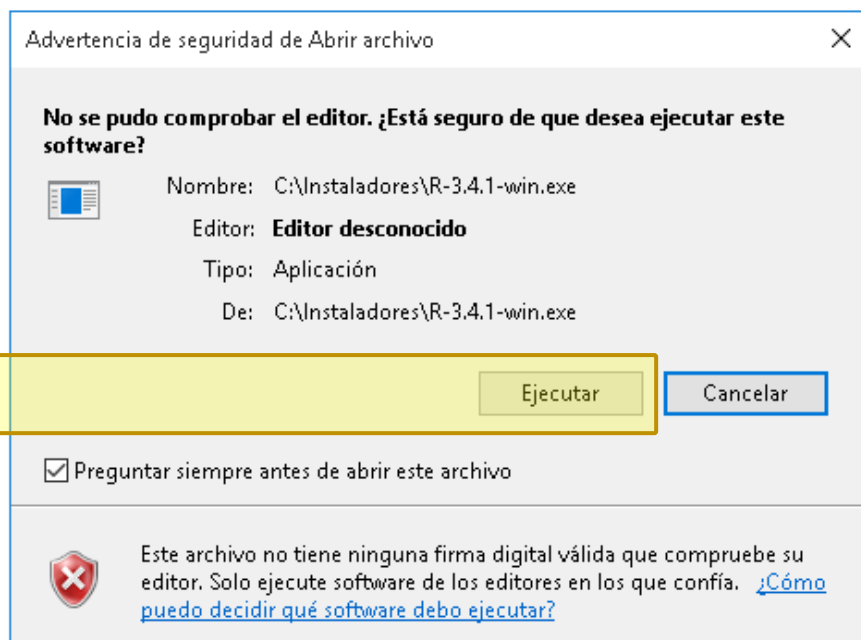 Advertencia de seguridad de Abrir archivo
No se pudo comprobar el editor. ¿Está seguro de que desea ejecutar este
software?
Nombre: C:\Instaladores\R-3.4.1-win.exe
Editor: Editor desconocido
Tipo: Aplicación
De: C:\Instaladores\R-3.4.1-win.exe
Ejecutar Cancelar
Preguntar siempre antes de abrir este archivo
Este archivo no tiene ninguna firma digital válida que compruebe su
editor. Solo ejecute software de los editores en los que confía. ¿Cómo
puedo decidir qué software debo ejecutar?